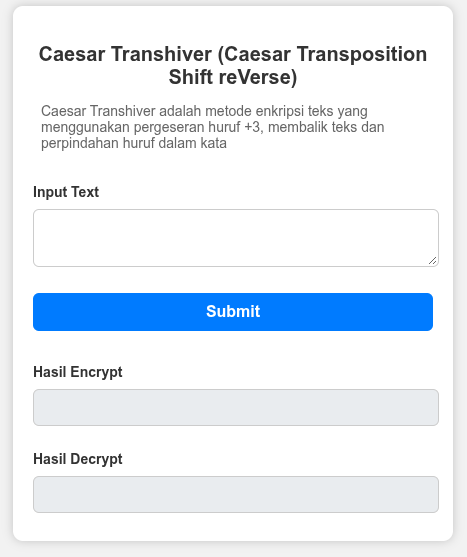 Caesar Transhiver (Caesar Transposition
Shift reVerse)
Caesar Transhiver adalah metode enkripsi teks yang
menggunakan pergeseran huruf +3, membalik teks dan
perpindahan huruf dalam kata
Input Text
Submit
Hasil Encrypt
Hasil Decrypt